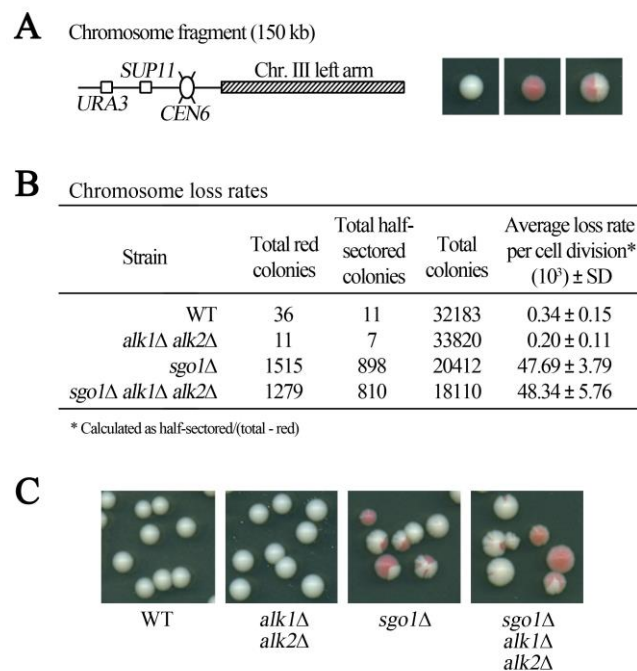 A Chromosome fragment (150 kb)
SUP11 Chr. III left arm
URA3 CEN6
B Chromosome loss rates
Strain Total red colonies Total half-sectored colonies Total colonies Average loss rate per cell division* (10³) ± SD
WT 36 11 32183 0.34 ± 0.15
alk1Δ alk2Δ 11 7 33820 0.20 ± 0.11
sgo1Δ 1515 898 20412 47.69 ± 3.79
sgo1Δ alk1Δ alk2Δ 1279 810 18110 48.34 ± 5.76
* Calculated as half-sectored/(total - red)
C
WT alk1Δ sgo1Δ sgo1Δ
alk2Δ alk1Δ
alk2Δ